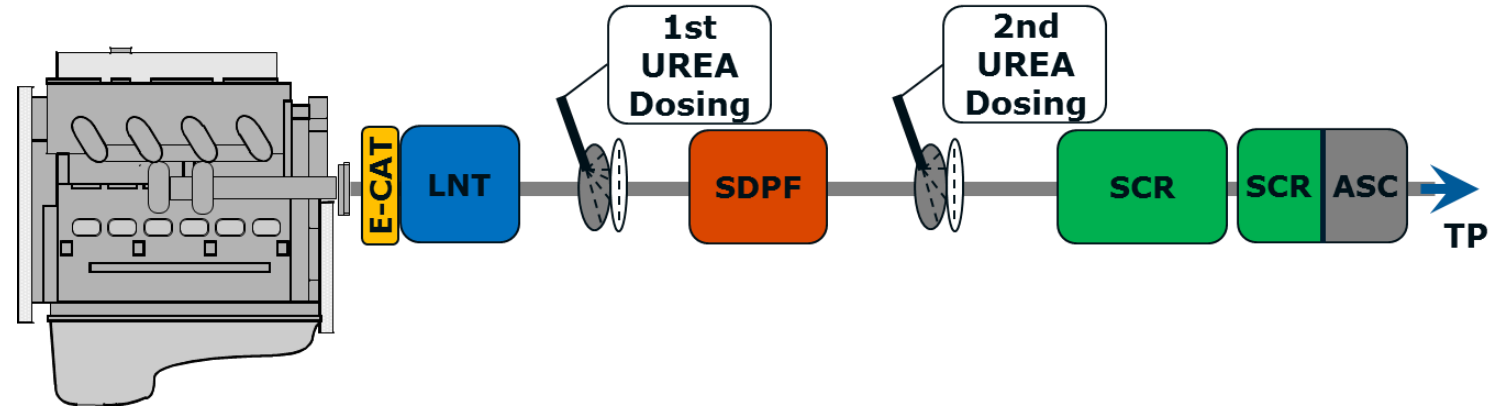 1st
UREA
Dosing
2nd
UREA
Dosing
E-CAT
LNT
SDPF
SCR
SCR
ASC
TP